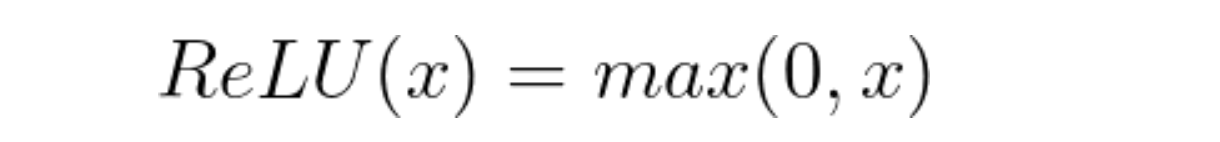 ReLU(x) = max(0, x)